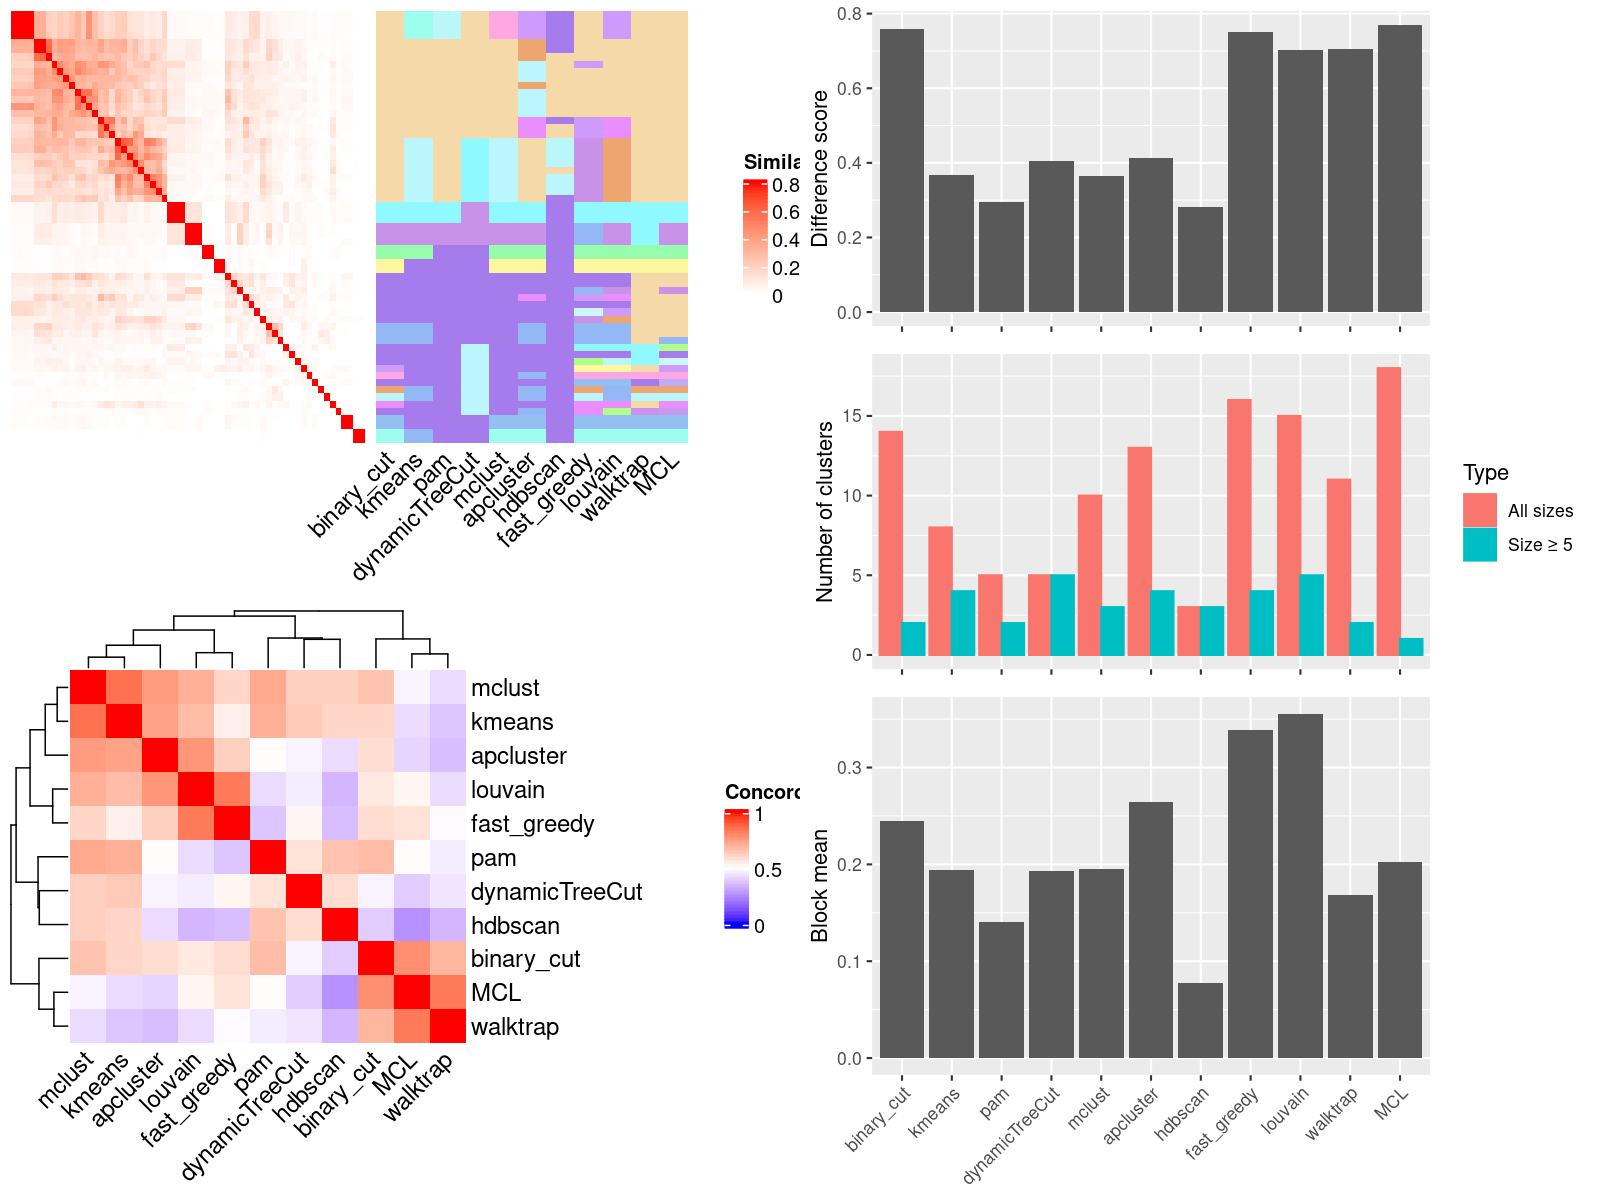 Simila
0.8
0.6
0.4
0.2
0
binary_cut
kmeans
pam
dynamicTreeCut
mclust
apcluster
hdbscan
fast_greedy
louvain
walktrap
MCL
mclust
kmeans
apcluster
louvain
fast_greedy
pam
dynamicTreeCut
hdbscan
binary_cut
MCL
walktrap
mclust
kmeans
apcluster
louvain
fast_greedy
pam
dynamicTreeCut
hdbscan
binary_cut
MCL
walktrap
Concord
1
0.5
0
Difference score
0.8
0.6
0.4
0.2
0.0
Number of clusters
15
10
5
0
Type
All sizes
Size ≥ 5
Block mean
0.3
0.2
0.1
0.0
binary_cut
kmeans
pam
dynamicTreeCut
mclust
apcluster
hdbscan
fast_greedy
louvain
walktrap
MCL